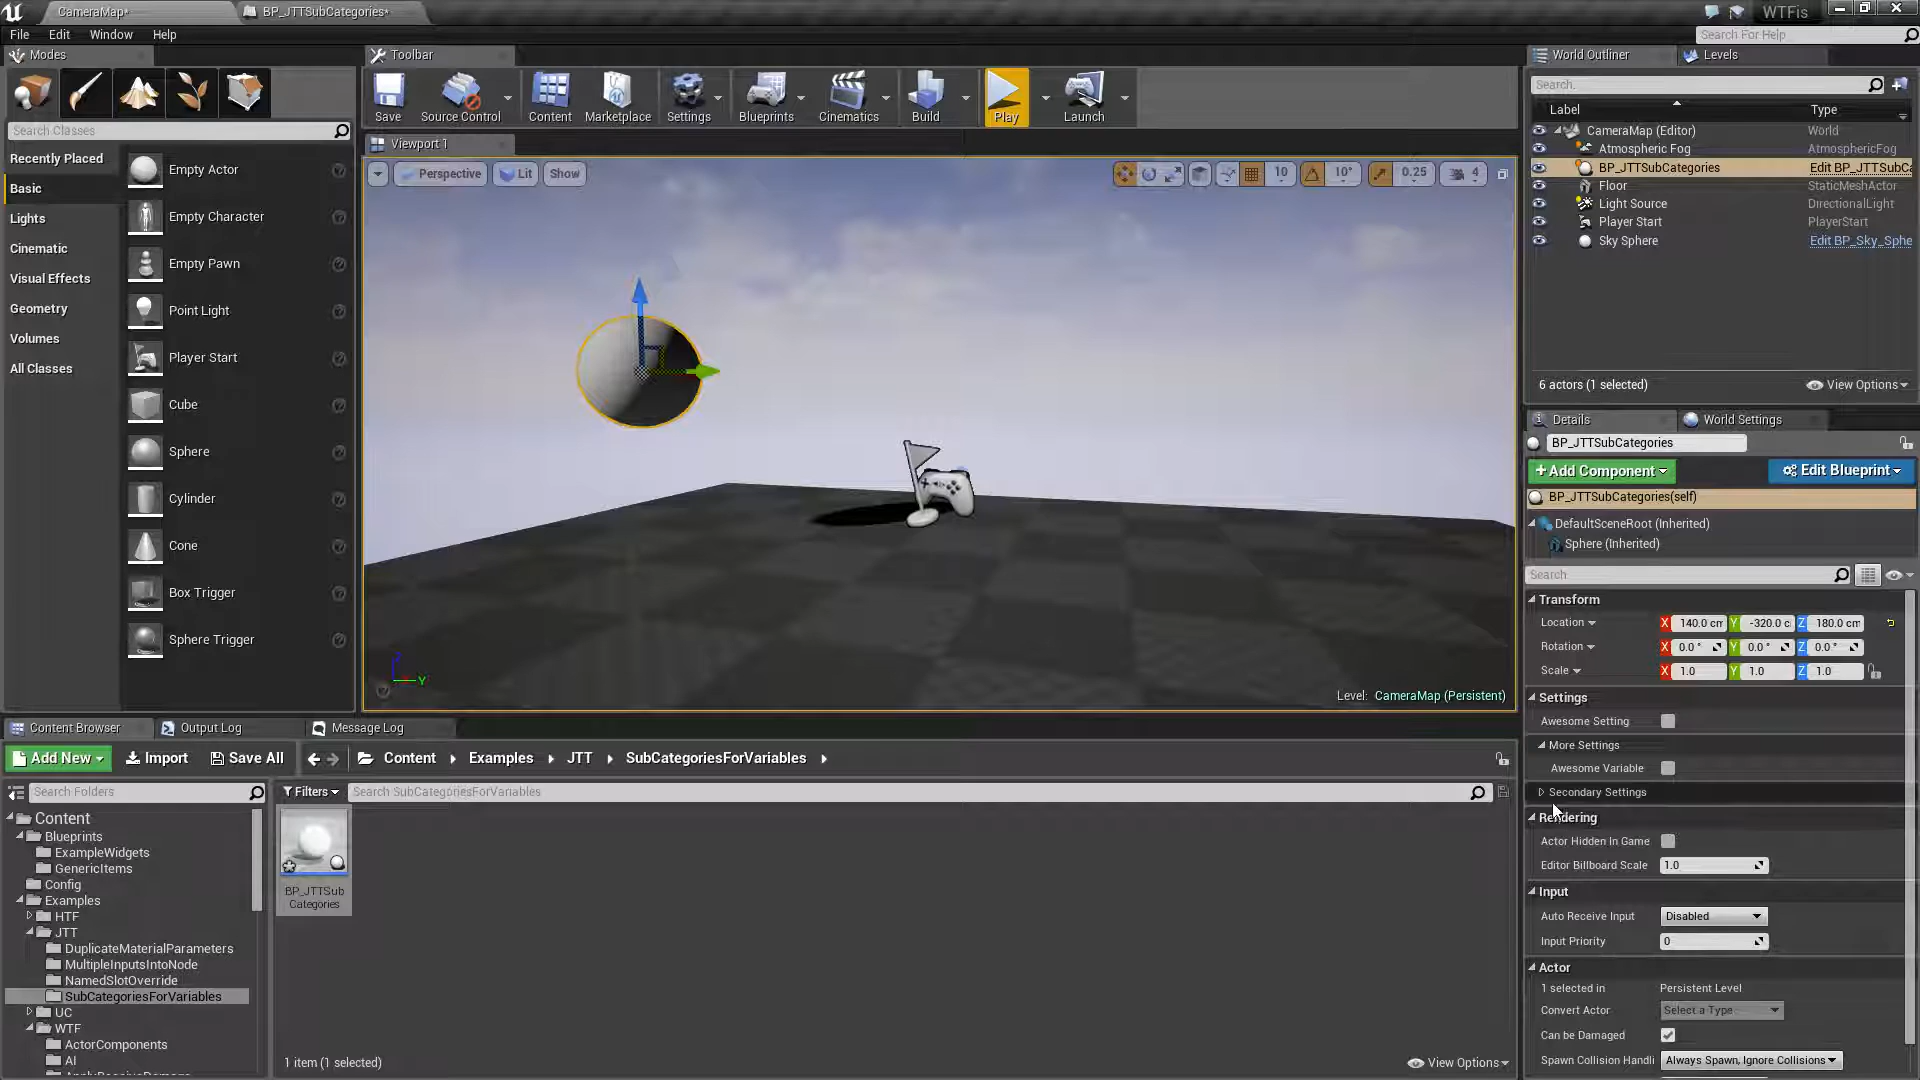 CameraMap*
BP_JTTSubCategories*
WTFis
File Edit Window Help
Search For Help
Modes
Toolbar
World Outliner
Levels
Save
Source Control
Content
Marketplace
Settings
Blueprints
Cinematics
Build
Play
Launch
Search Classes
Recently Placed
Basic
Lights
Cinematic
Visual Effects
Geometry
Volumes
All Classes
Empty Actor
Empty Character
Empty Pawn
Point Light
Player Start
Cube
Sphere
Cylinder
Cone
Box Trigger
Sphere Trigger
Viewport 1
Perspective
Lit
Show
10
10°
0.25
4
Y
Level: CameraMap (Persistent)
Search.
Label Type
CameraMap (Editor) World
Atmospheric Fog AtmosphericFog
BP_JTTSubCategories Edit BP_JTTSubCa
Floor StaticMeshActor
Light Source DirectionalLight
Player Start PlayerStart
Sky Sphere Edit BP_Sky_Sphe
6 actors (1 selected)
View Options
Details
World Settings
BP_JTTSubCategories
+ Add Component
Edit Blueprint
BP_JTTSubCategories(self)
DefaultSceneRoot (Inherited)
Sphere (Inherited)
Search
Transform
Location X 140.0 cm Y -320.0 c Z 180.0 cm
Rotation X 0.0 ° Y 0.0 ° Z 0.0 °
Scale X 1.0 Y 1.0 Z 1.0
Settings
Awesome Setting
More Settings
Awesome Variable
Secondary Settings
Rendering
Actor Hidden In Game
Editor Billboard Scale 1.0
Input
Auto Receive Input Disabled
Input Priority 0
Actor
1 selected in Persistent Level
Convert Actor Select a Type
Can be Damaged
Spawn Collision Handli Always Spawn, Ignore Collisions
Content Browser
Output Log
Message Log
Add New
Import
Save All
Content
Examples
JTT
SubCategoriesForVariables
Search Folders
Filters
Search SubCategoriesForVariables
Content
Blueprints
ExampleWidgets
GenericItems
Config
Examples
HTF
JTT
DuplicateMaterialParameters
MultipleInputsIntoNode
NamedSlotOverride
SubCategoriesForVariables
UC
WTF
ActorComponents
AI
BP_JTTSub
Categories
1 item (1 selected)
View Options